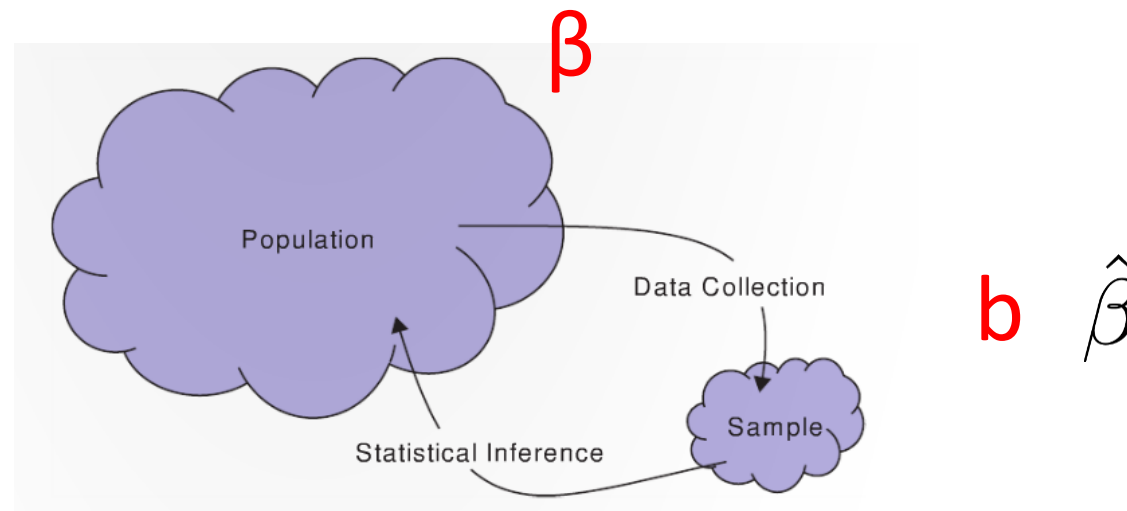 β
Population
Data Collection
b β̂
Sample
Statistical Inference